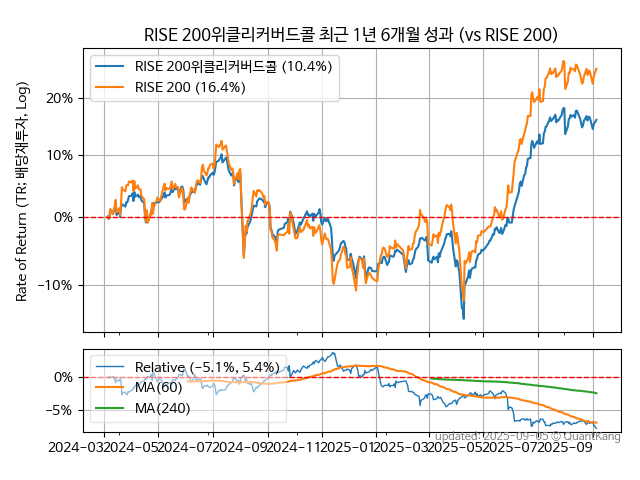 RISE 200위클리커버드콜 최근 1년 6개월 성과 (vs RISE 200)
Rate of Return (TR: 배당재투자, Log)
RISE 200위클리커버드콜 (10.4%)
RISE 200 (16.4%)
20%
10%
0%
−10%
Relative (−5.1%, 5.4%)
MA(60)
MA(240)
0%
−5%
2024-03 2024-05 2024-07 2024-09 2024-11 2025-01 2025-03 2025-05 2025-07 2025-09
updated: 2025-09-05 © QuantKang